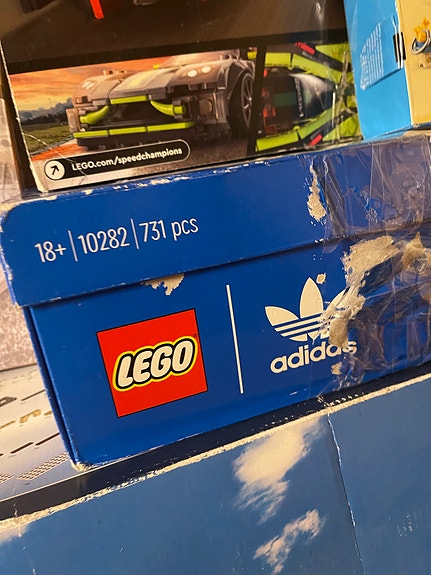 LEGO.com/speedchampions
18+ | 10282 | 731 pcs
LEGO
adidas